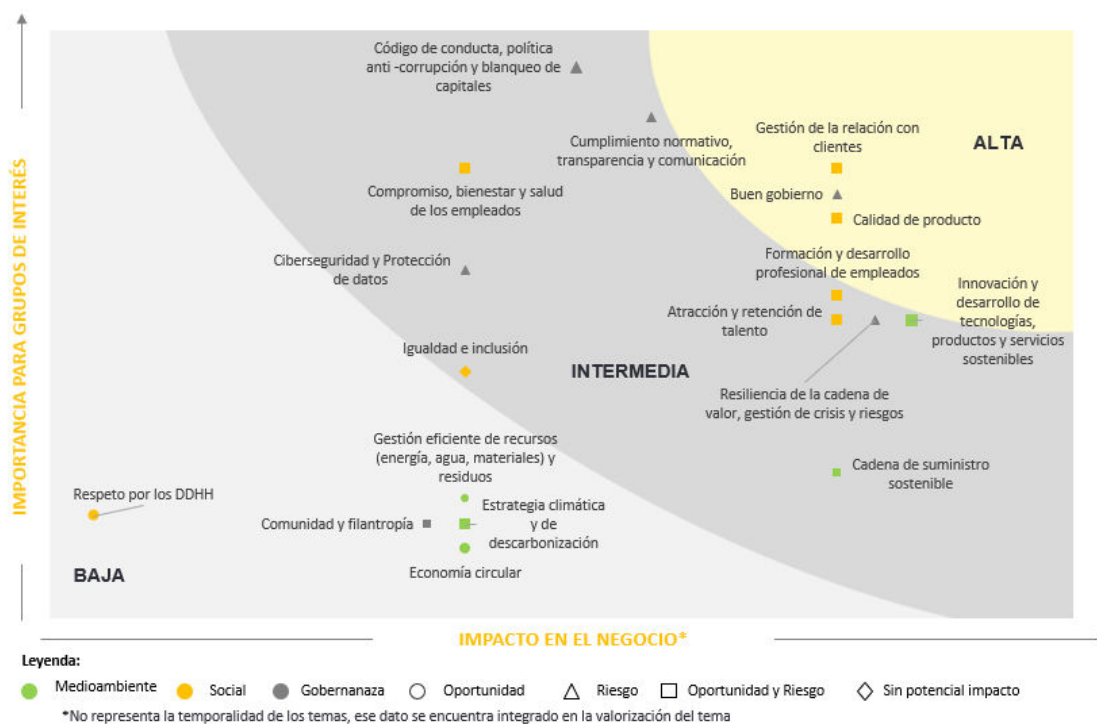 Código de conducta, política
anti -corrupción y blanqueo de
capitales
Cumplimiento normativo,
transparencia y comunicación
Gestión de la relación con
clientes
ALTA
Compromiso, bienestar y salud
de los empleados
Buen gobierno
Calidad de producto
Ciberseguridad y Protección
de datos
Formación y desarrollo
profesional de empleados
Innovación y
desarrollo de
tecnologías,
productos y servicios
sostenibles
Atracción y retención de
talento
Igualdad e inclusión
INTERMEDIA
Resiliencia de la cadena de
valor, gestión de crisis y riesgos
Gestión eficiente de recursos
(energía, agua, materiales) y
residuos
Cadena de suministro
sostenible
Respeto por los DDHH
Comunidad y filantropía
Estrategia climática
y de
descarbonización
Economía circular
BAJA
IMPORTANCIA PARA GRUPOS DE INTERÉS
IMPACTO EN EL NEGOCIO*
Leyenda:
Medioambiente
Social
Gobernanaza
Oportunidad
Riesgo
Oportunidad y Riesgo
Sin potencial impacto
*No representa la temporalidad de los temas, ese dato se encuentra integrado en la valorización del tema